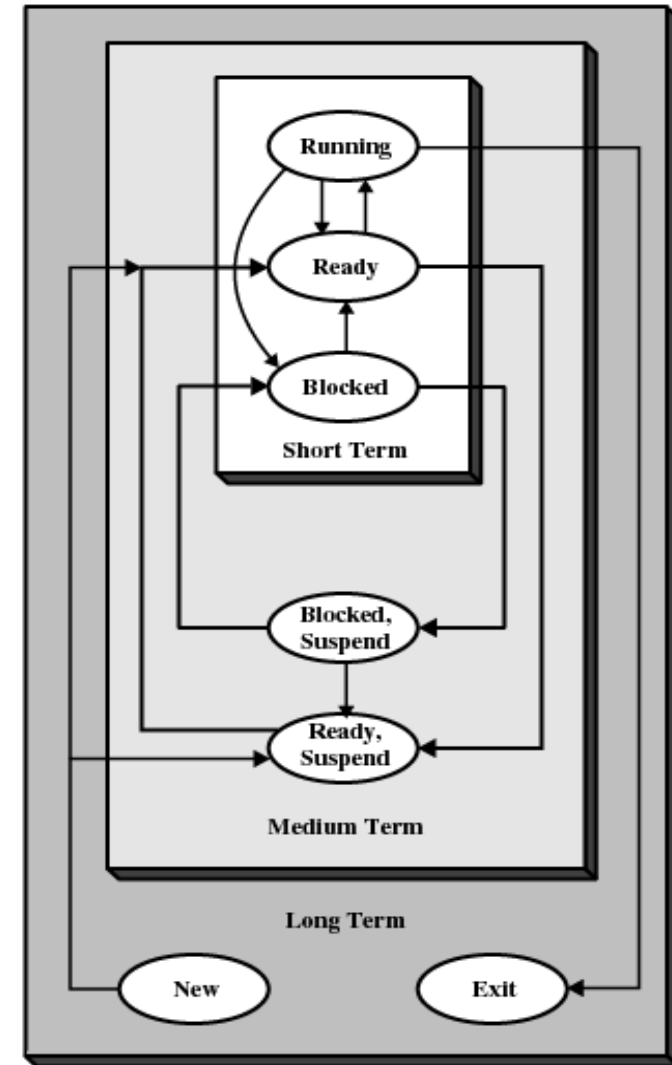 Running
Ready
Blocked
Short Term
Blocked,
Suspend
Ready,
Suspend
Medium Term
Long Term
New
Exit